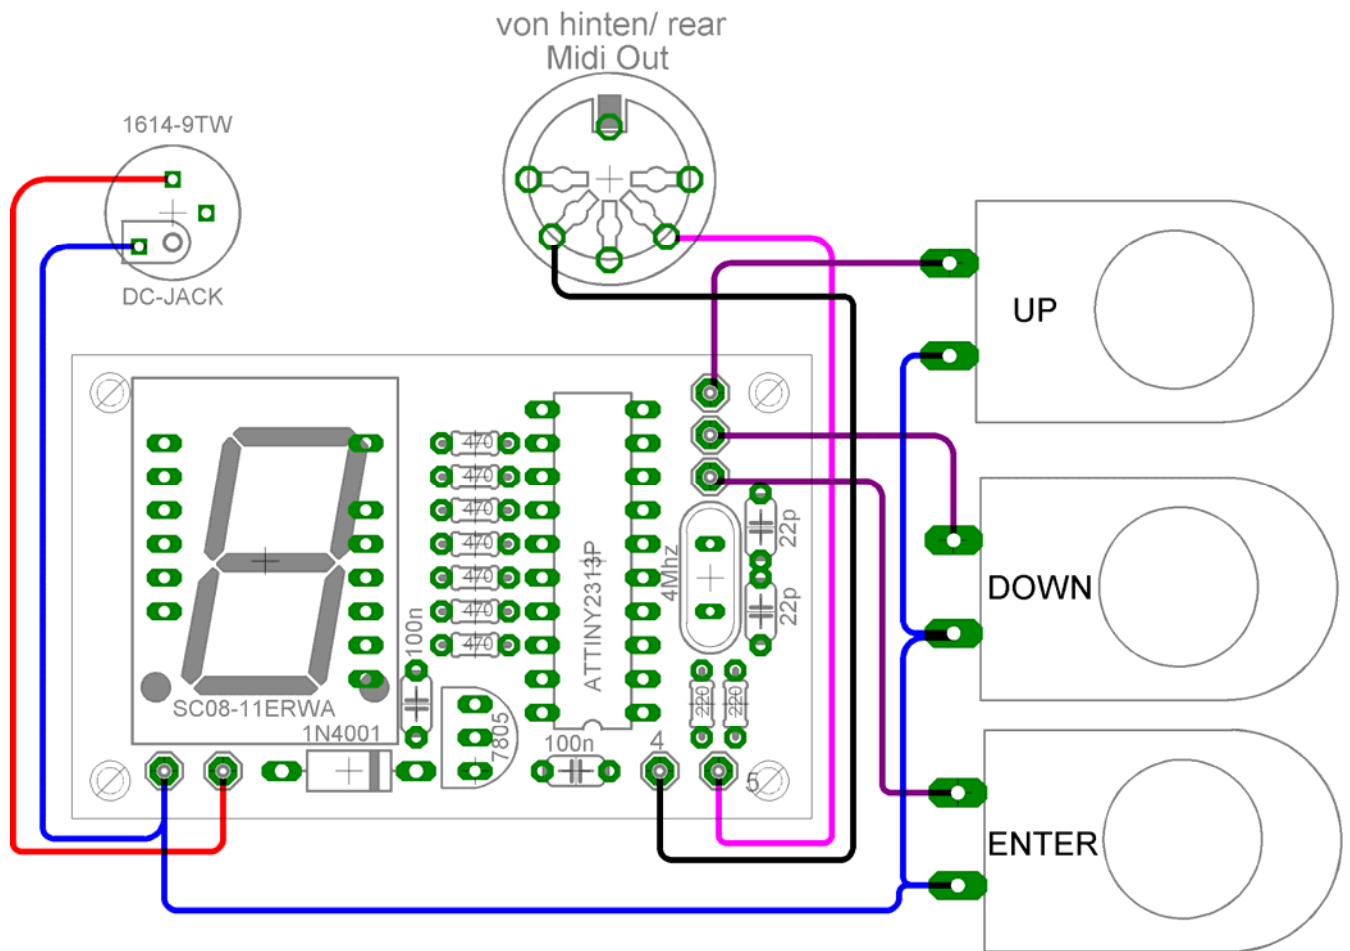 von hinten/ rear
Midi Out
1614-9TW
DC-JACK
UP
470
470
470
470
470
470
470
ATTINY2313P
4Mhz
22p
22p
DOWN
100n
SC08-11ERWA
1N4001
7805
100n
220
220
4
5
ENTER